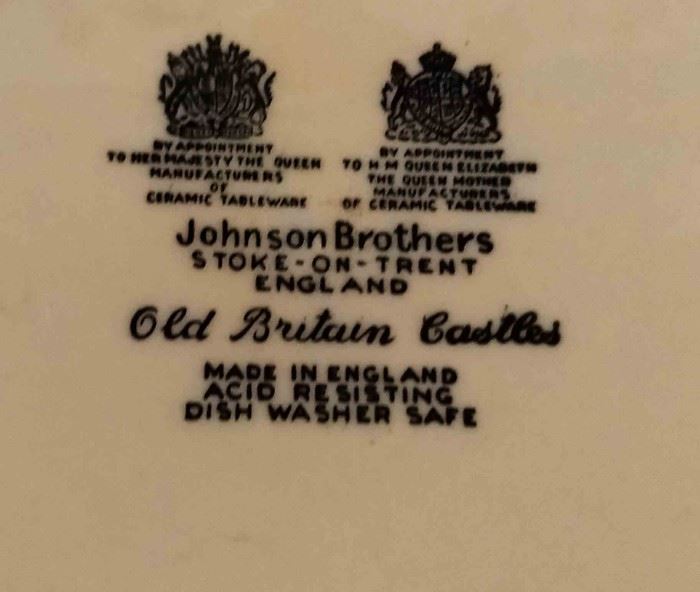 BY APPOINTMENT
TO HER MAJESTY THE QUEEN
MANUFACTURERS
OF
CERAMIC TABLEWARE
BY APPOINTMENT
TO H M QUEEN ELIZABETH
THE QUEEN MOTHER
MANUFACTURERS
OF CERAMIC TABLEWARE
Johnson Brothers
STOKE-ON-TRENT
ENGLAND
Old Britain Castles
MADE IN ENGLAND
ACID RESISTING
DISH WASHER SAFE